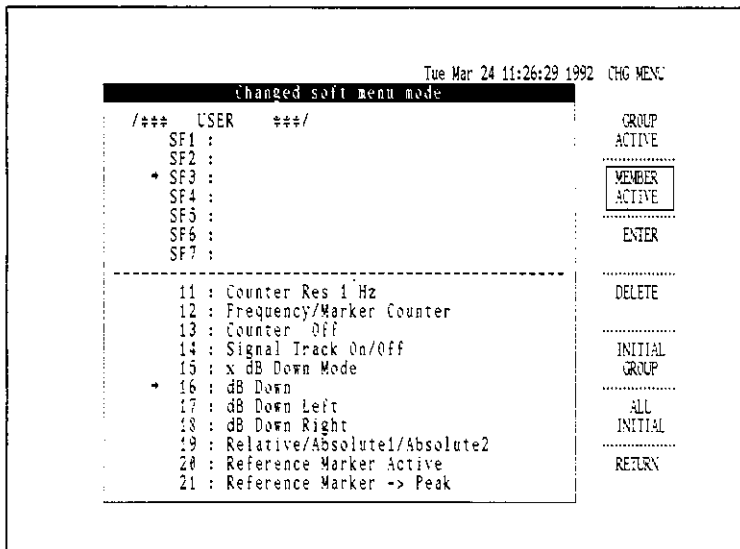 Tue Mar 24 11:26:29 1992 CHG MENU
Changed soft menu mode
/*** USER ***/
SF1 :
SF2 :
→ SF3 :
SF4 :
SF5 :
SF6 :
SF7 :
11 : Counter Res 1 Hz
12 : Frequency/Marker Counter
13 : Counter Off
14 : Signal Track On/Off
15 : x dB Down Mode
→ 16 : dB Down
17 : dB Down Left
18 : dB Down Right
19 : Relative/Absolute1/Absolute2
20 : Reference Marker Active
21 : Reference Marker -> Peak
GROUP
ACTIVE
MEMBER
ACTIVE
ENTER
DELETE
INITIAL
GROUP
ALL
INITIAL
RETURN